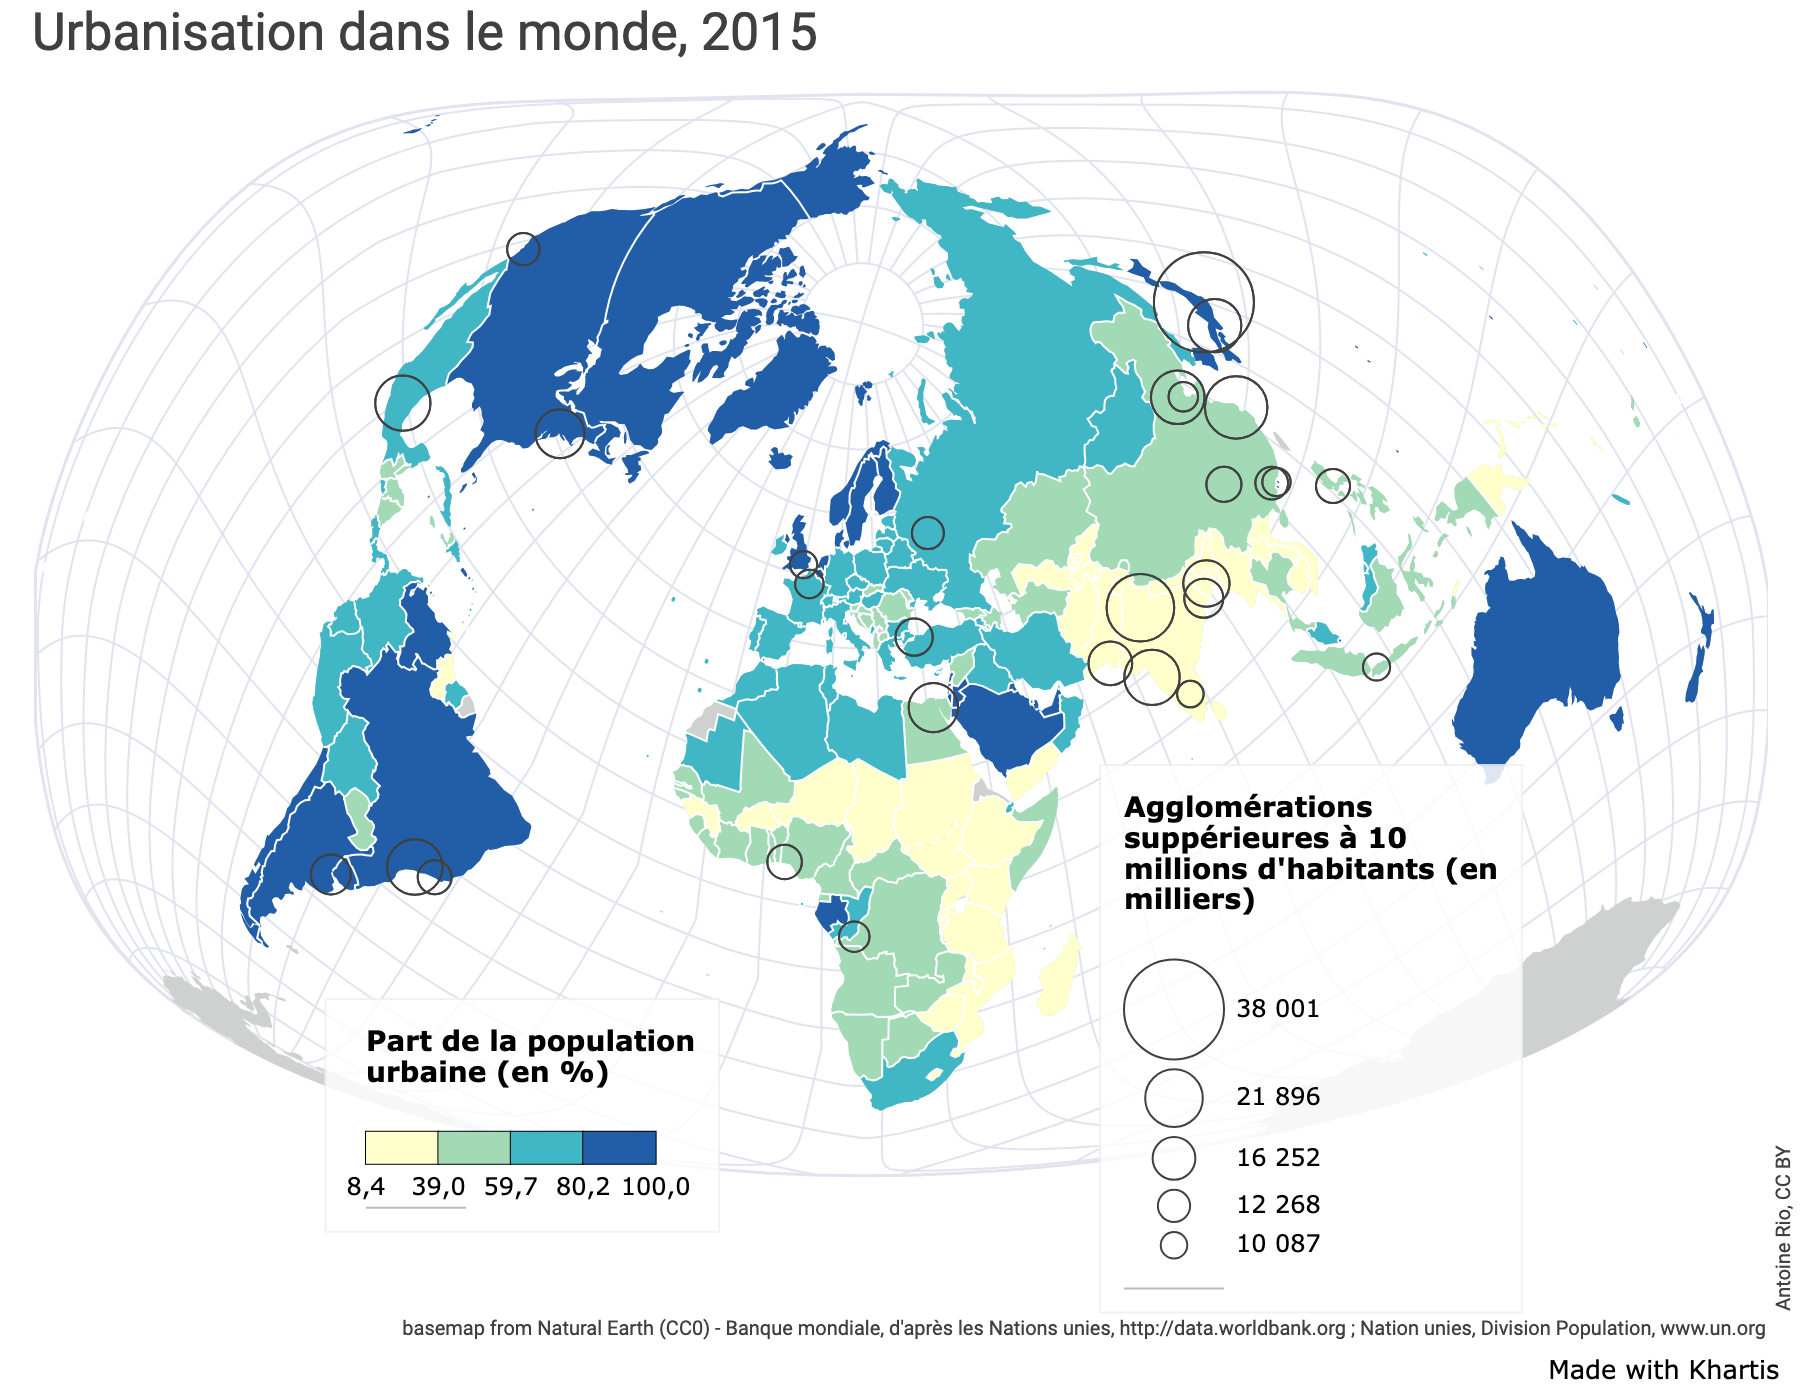 Urbanisation dans le monde, 2015
Agglomérations
suppérieures à 10
millions d'habitants (en
milliers)
38 001
21 896
16 252
12 268
10 087
Part de la population
urbaine (en %)
8,4 39,0 59,7 80,2 100,0
Antoine Rio, CC BY
basemap from Natural Earth (CC0) - Banque mondiale, d'après les Nations unies, http://data.worldbank.org ; Nation unies, Division Population, www.un.org
Made with Khartis